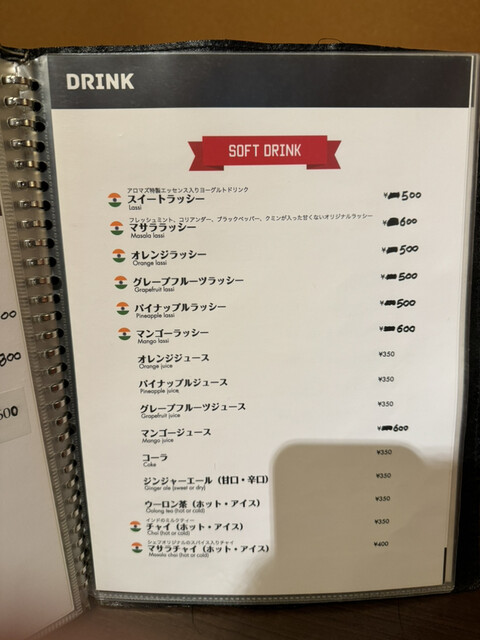 DRINK
SOFT DRINK
アロマズ特製エッセンス入りヨーグルトドリンク
スイートラッシー ¥500
Lassi
フレッシュミント、コリアンダー、ブラックペッパー、クミンが入った甘くないオリジナルラッシー
マサララッシー ¥600
Masala lassi
オレンジラッシー ¥500
Orange lassi
グレープフルーツラッシー ¥500
Grapefruit lassi
パイナップルラッシー ¥500
Pineapple lassi
マンゴーラッシー ¥600
Mango lassi
オレンジジュース ¥350
Orange juice
パイナップルジュース ¥350
Pineapple juice
グレープフルーツジュース ¥350
Grapefruit juice
マンゴージュース ¥600
Mango juice
コーラ ¥350
Coke
ジンジャーエール（甘口・辛口） ¥350
Ginger ale (sweet or dry)
ウーロン茶（ホット・アイス） ¥350
Oolong tea (hot or cold)
インドのミルクティー
チャイ（ホット・アイス） ¥350
Chai (hot or cold)
シェフオリジナルのスパイス入りチャイ
マサラチャイ（ホット・アイス） ¥400
Masala chai (hot or cold)